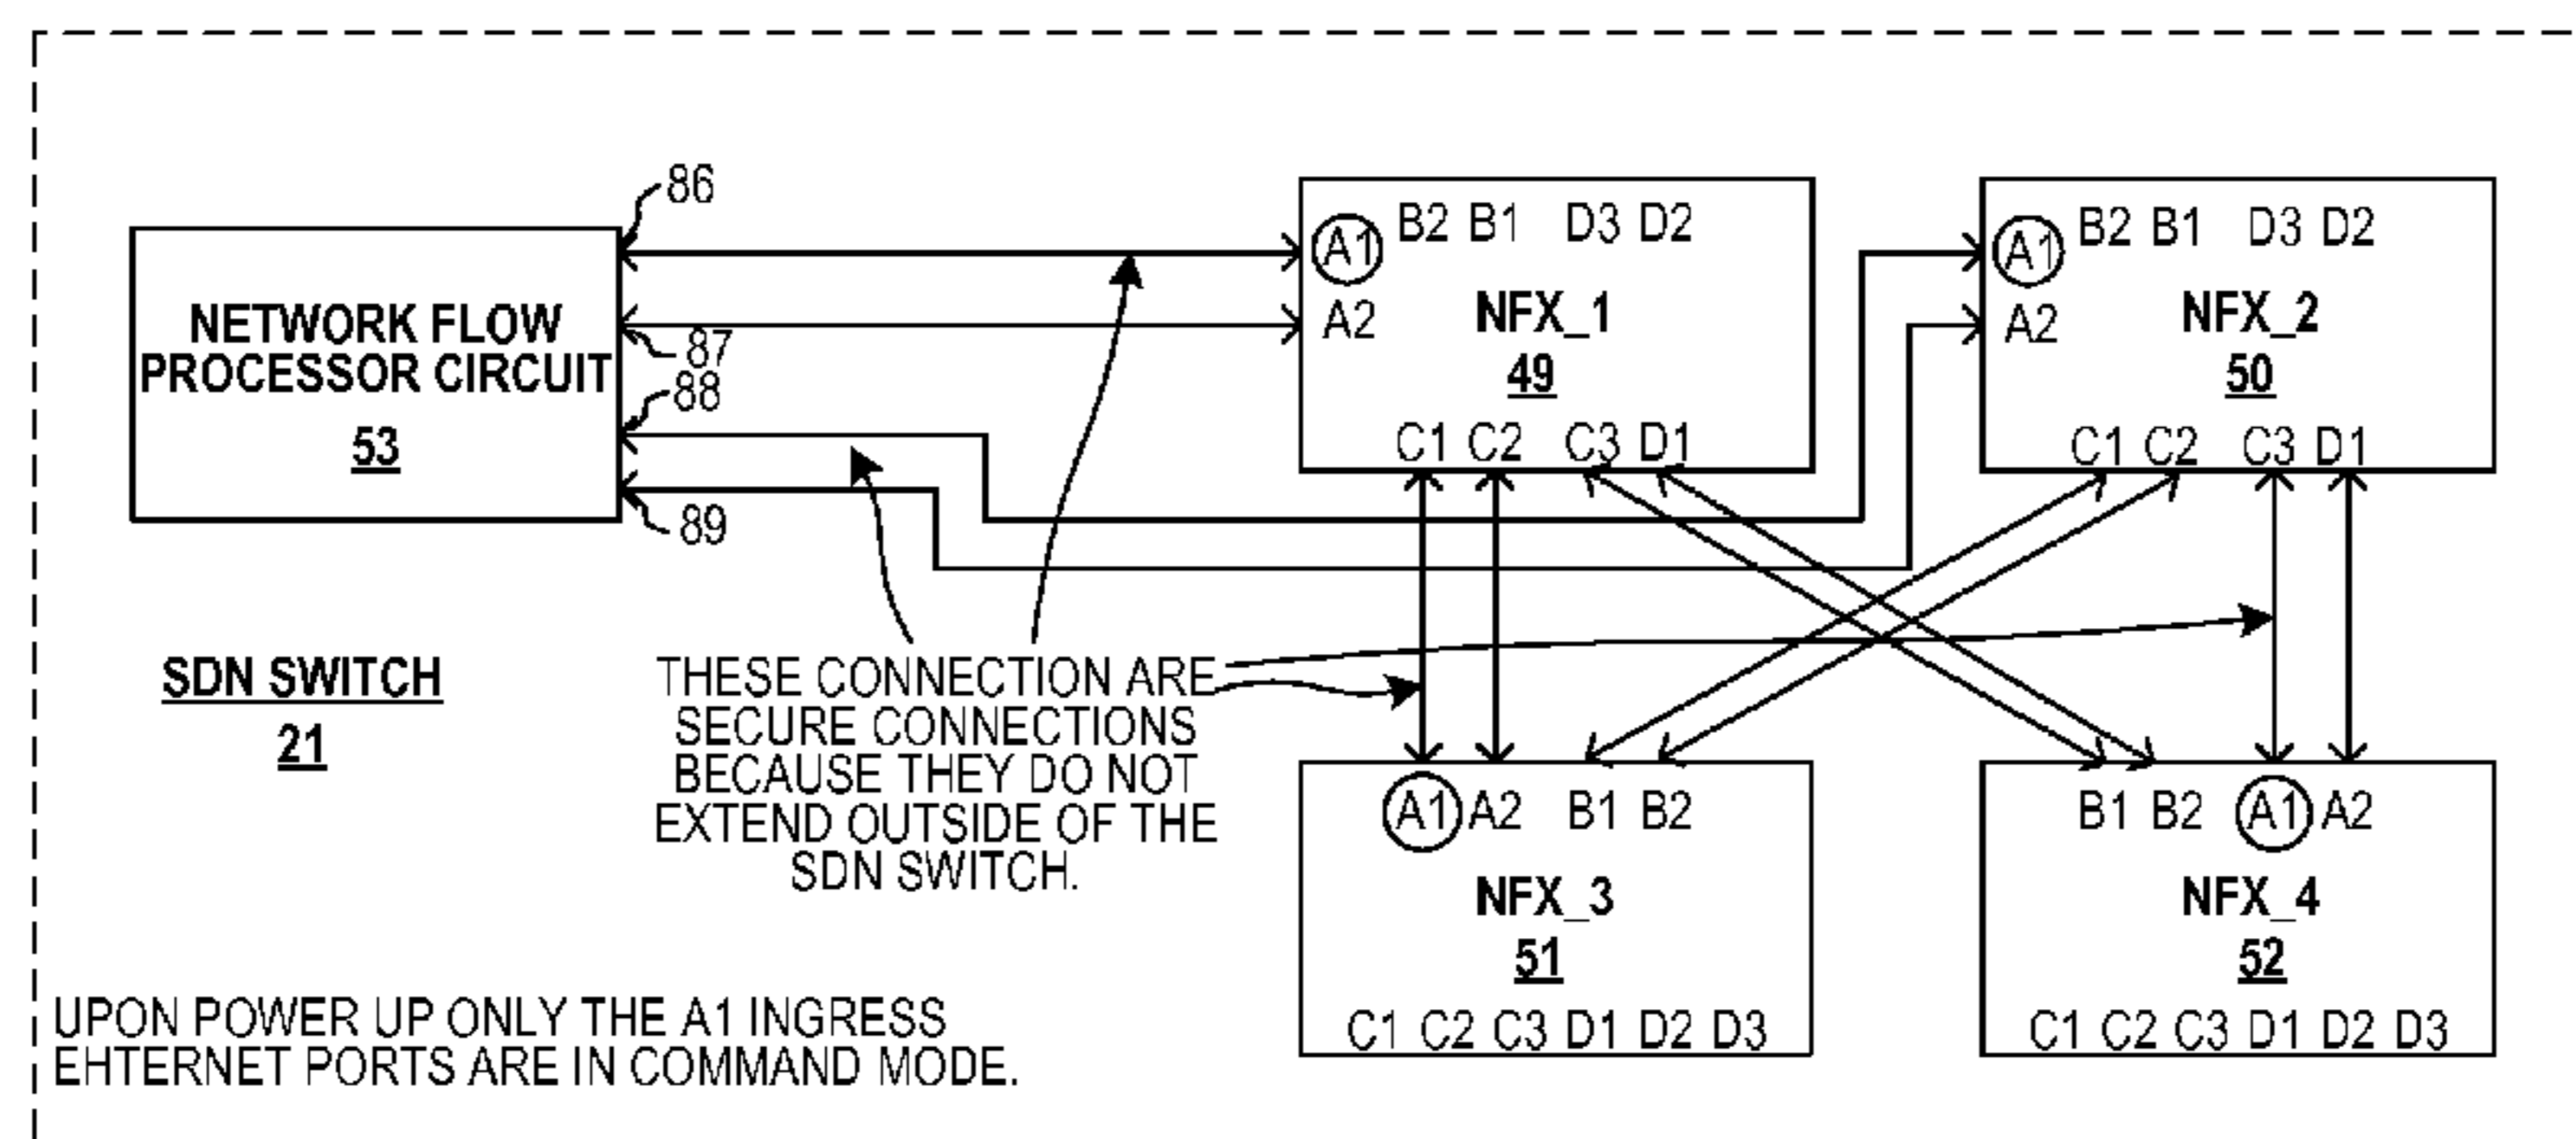 86
B2 B1 D3 D2
A1
NFX_1
A2
49
C1 C2 C3 D1
B2 B1 D3 D2
A1
NFX_2
A2
50
C1 C2 C3 D1
NETWORK FLOW
PROCESSOR CIRCUIT
53
87
88
89
SDN SWITCH
21
THESE CONNECTION ARE
SECURE CONNECTIONS
BECAUSE THEY DO NOT
EXTEND OUTSIDE OF THE
SDN SWITCH.
A1 A2 B1 B2
NFX_3
51
C1 C2 C3 D1 D2 D3
B1 B2 A1 A2
NFX_4
52
C1 C2 C3 D1 D2 D3
UPON POWER UP ONLY THE A1 INGRESS
EHTERNET PORTS ARE IN COMMAND MODE.